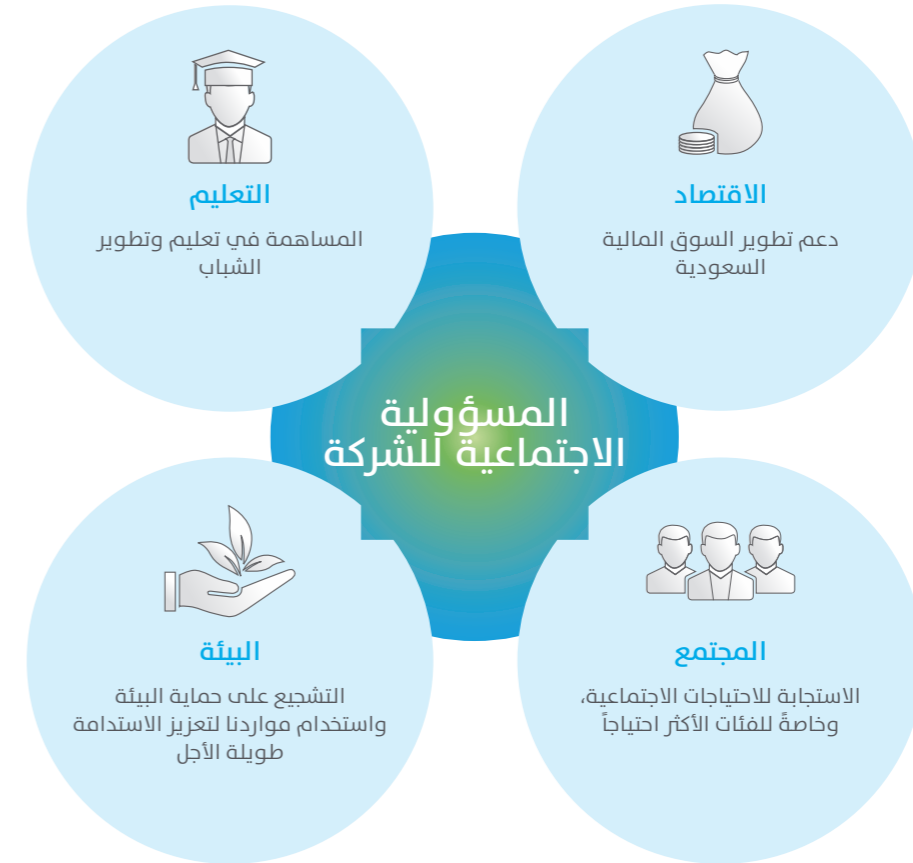 الاقتصاد
دعم تطوير السوق المالية
السعودية
التعليم
المساهمة في تعليم وتطوير
الشباب
المسؤولية
الاجتماعية للشركة
المجتمع
الاستجابة للاحتياجات الاجتماعية،
وخاصةً للفئات الأكثر احتياجاً
البيئة
التشجيع على حماية البيئة
واستخدام مواردنا لتعزيز الاستدامة
طويلة الأجل